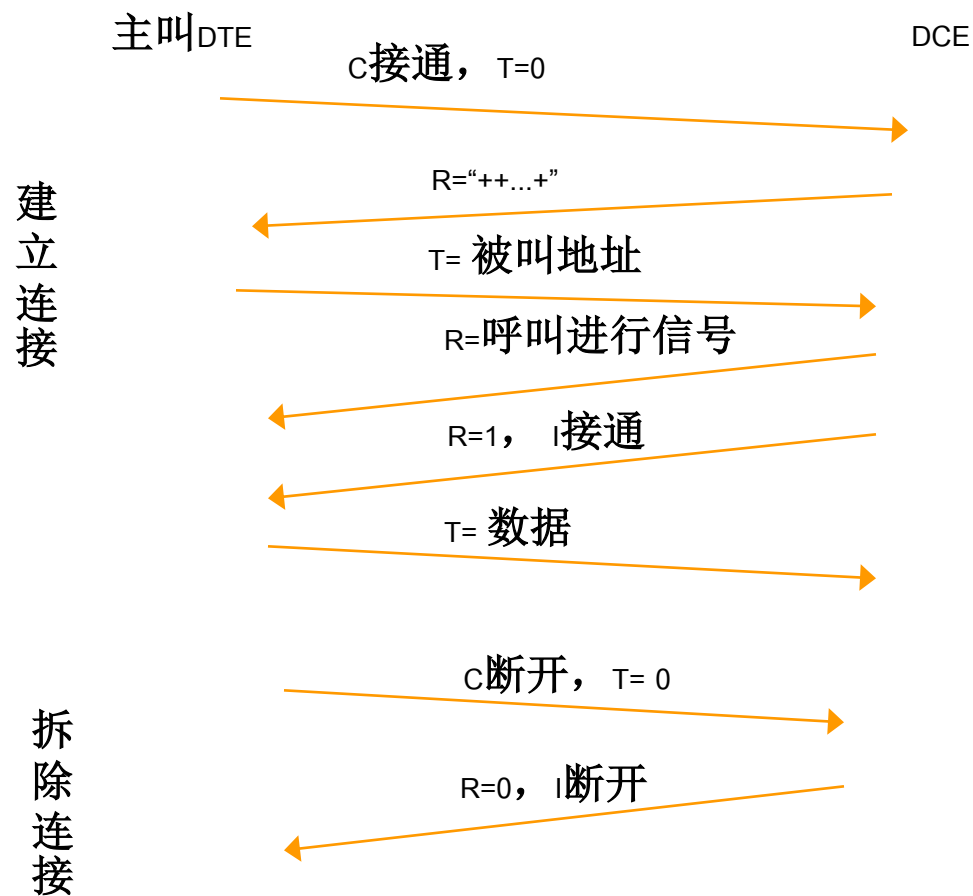 主叫DTE
DCE
C接通，T=0
R=“++...+”
T= 被叫地址
R=呼叫进行信号
R=1， I接通
T= 数据
建立连接
C断开，T= 0
R=0， I断开
拆除连接